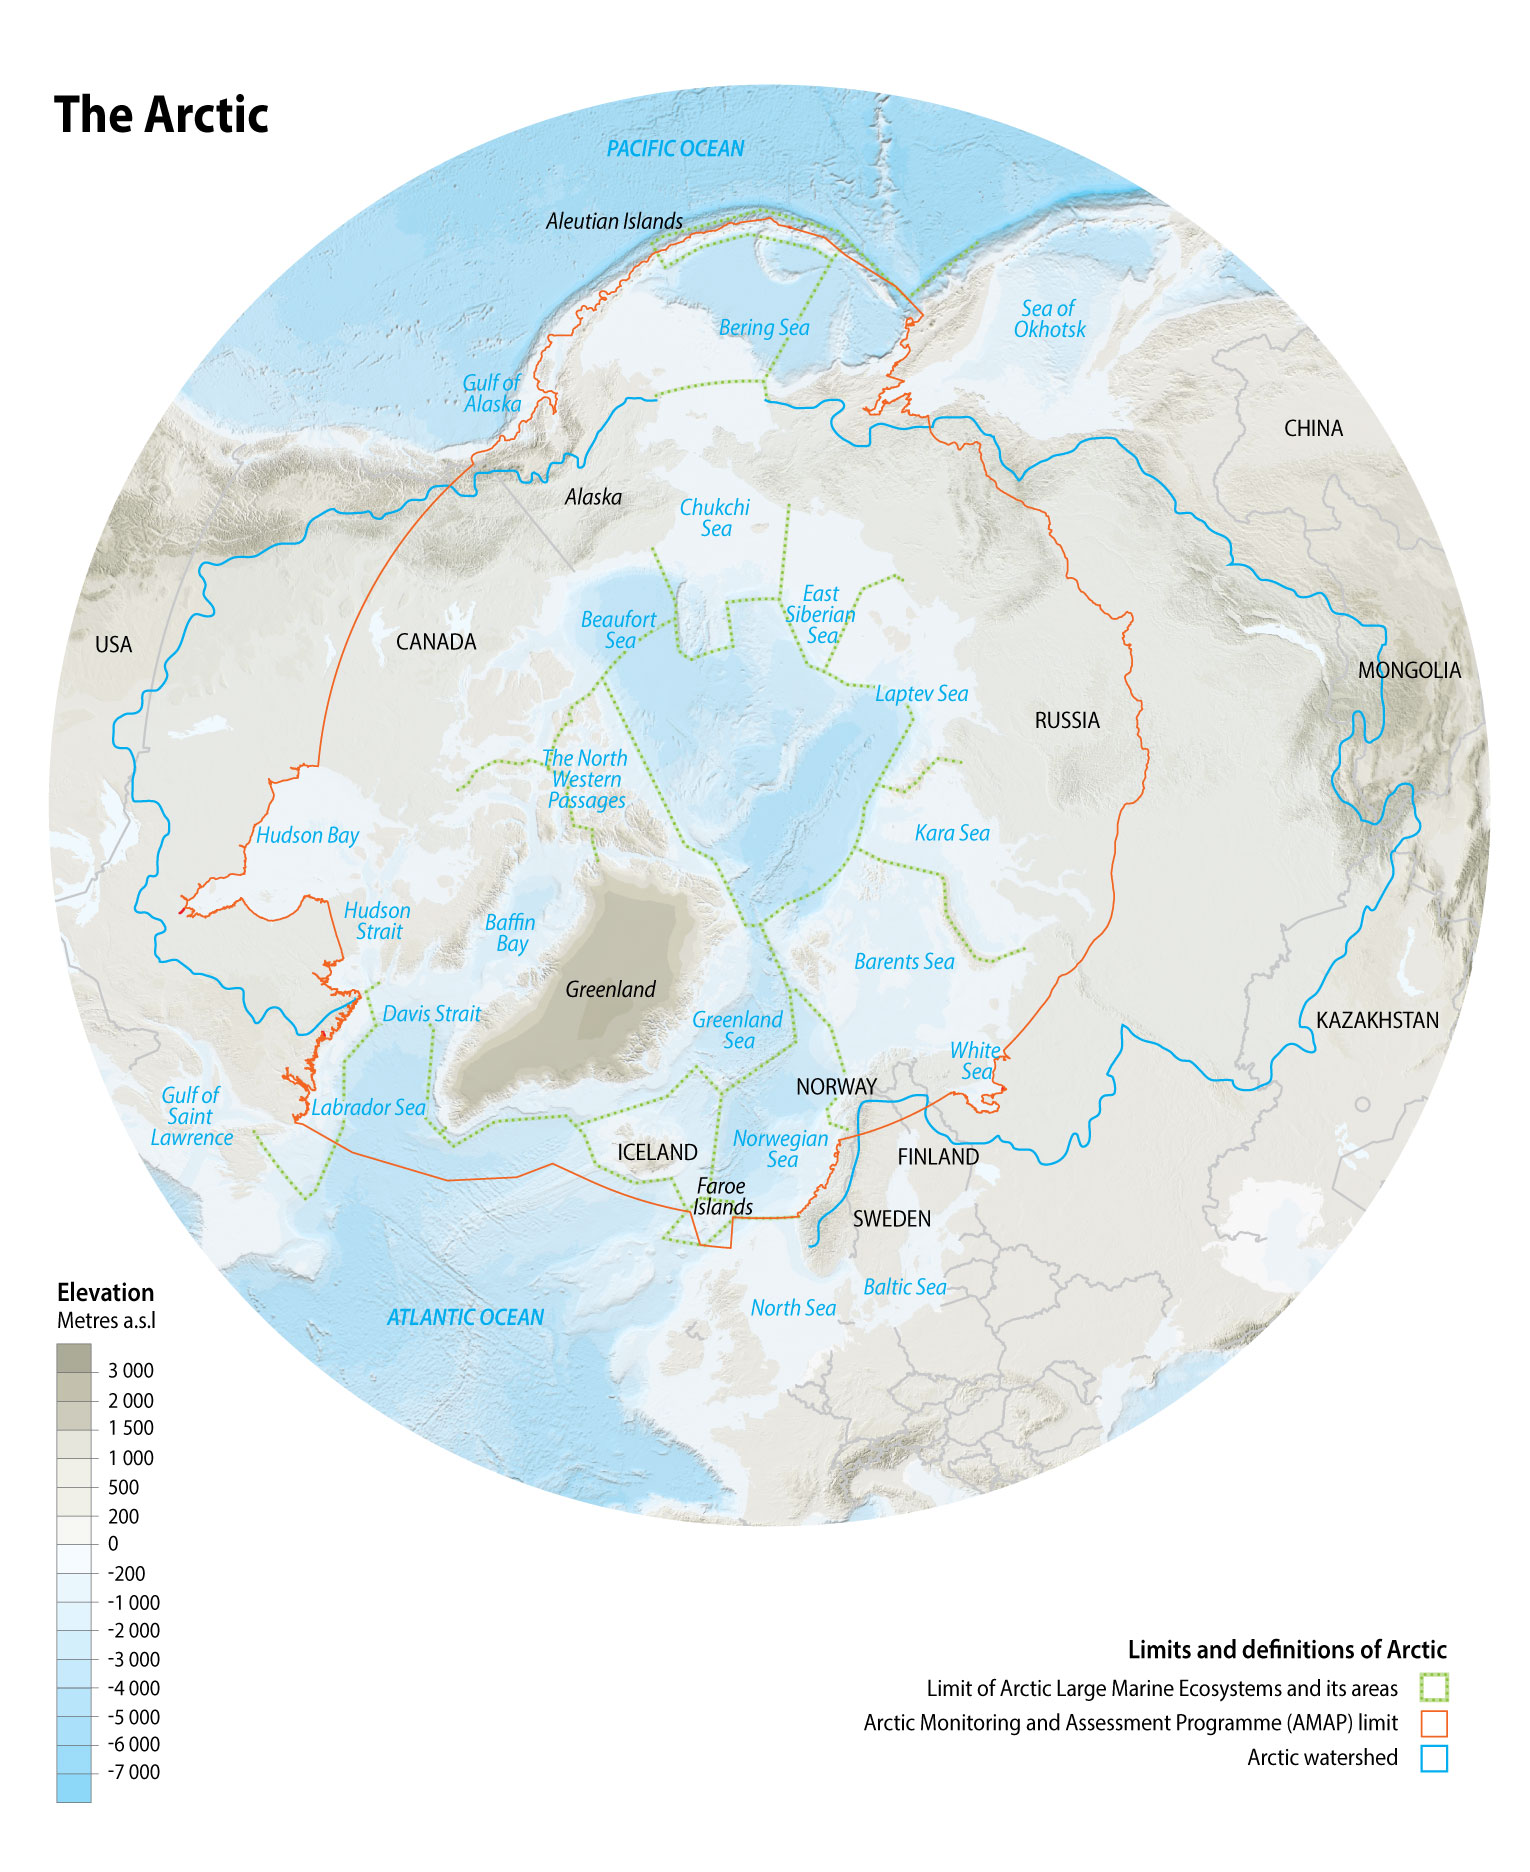 The Arctic
PACIFIC OCEAN
Aleutian Islands
Bering Sea
Sea of
Okhotsk
Gulf of
Alaska
CHINA
Alaska
Chukchi
Sea
East
Siberian
Sea
Beaufort
Sea
USA
CANADA
MONGOLIA
Laptev Sea
RUSSIA
The North
Western
Passages
Hudson Bay
Kara Sea
Hudson
Strait
Baffin
Bay
Barents Sea
Greenland
Davis Strait
Greenland
Sea
KAZAKHSTAN
White
Sea
NORWAY
Gulf of
Saint
Lawrence
Labrador Sea
ICELAND
Norwegian
Sea
FINLAND
Faroe
Islands
SWEDEN
Baltic Sea
North Sea
ATLANTIC OCEAN
Elevation
Metres a.s.l
3 000
2 000
1 500
1 000
500
200
0
-200
-1 000
-2 000
-3 000
-4 000
-5 000
-6 000
-7 000
Limits and definitions of Arctic
Limit of Arctic Large Marine Ecosystems and its areas
Arctic Monitoring and Assessment Programme (AMAP) limit
Arctic watershed